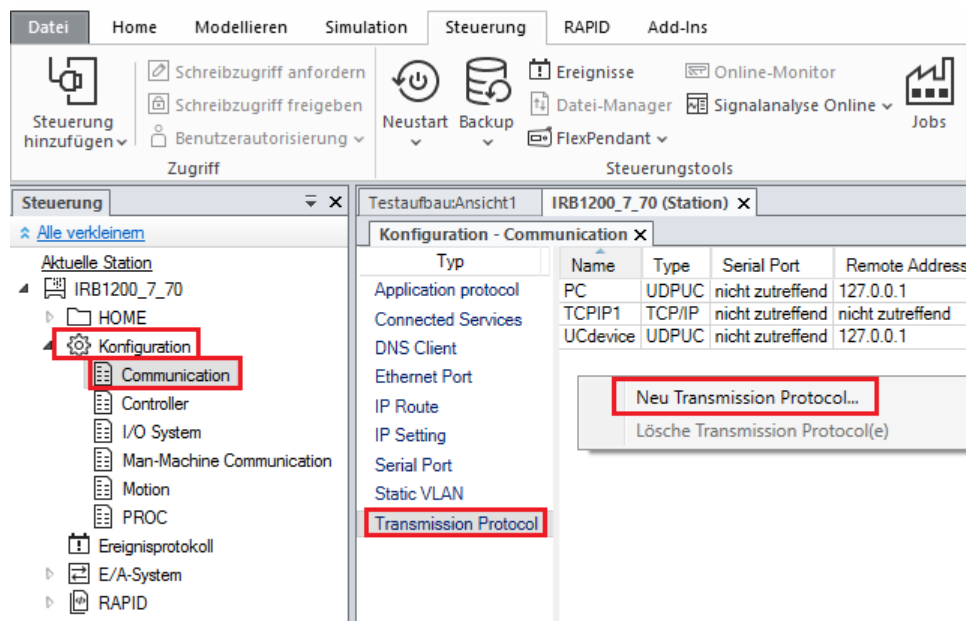 Datei Home Modellieren Simulation Steuerung RAPID Add-Ins
Steuerung hinzufügen
Schreibzugriff anfordern
Schreibzugriff freigeben
Benutzerautorisierung
Zugriff
Neustart Backup
Ereignisse Online-Monitor
Datei-Manager Signalanalyse Online
FlexPendant
Jobs
Steuerungstools
Steuerung
Alle verkleinern
Aktuelle Station
IRB1200_7_70
HOME
Konfiguration
Communication
Controller
I/O System
Man-Machine Communication
Motion
PROC
Ereignisprotokoll
E/A-System
RAPID
Testaufbau:Ansicht1 IRB1200_7_70 (Station)
Konfiguration - Communication
Typ
Application protocol
Connected Services
DNS Client
Ethernet Port
IP Route
IP Setting
Serial Port
Static VLAN
Transmission Protocol
Name Type Serial Port Remote Address
PC UDPUC nicht zutreffend 127.0.0.1
TCPIP1 TCP/IP nicht zutreffend nicht zutreffend
UCdevice UDPUC nicht zutreffend 127.0.0.1
Neu Transmission Protocol...
Lösche Transmission Protocol(e)